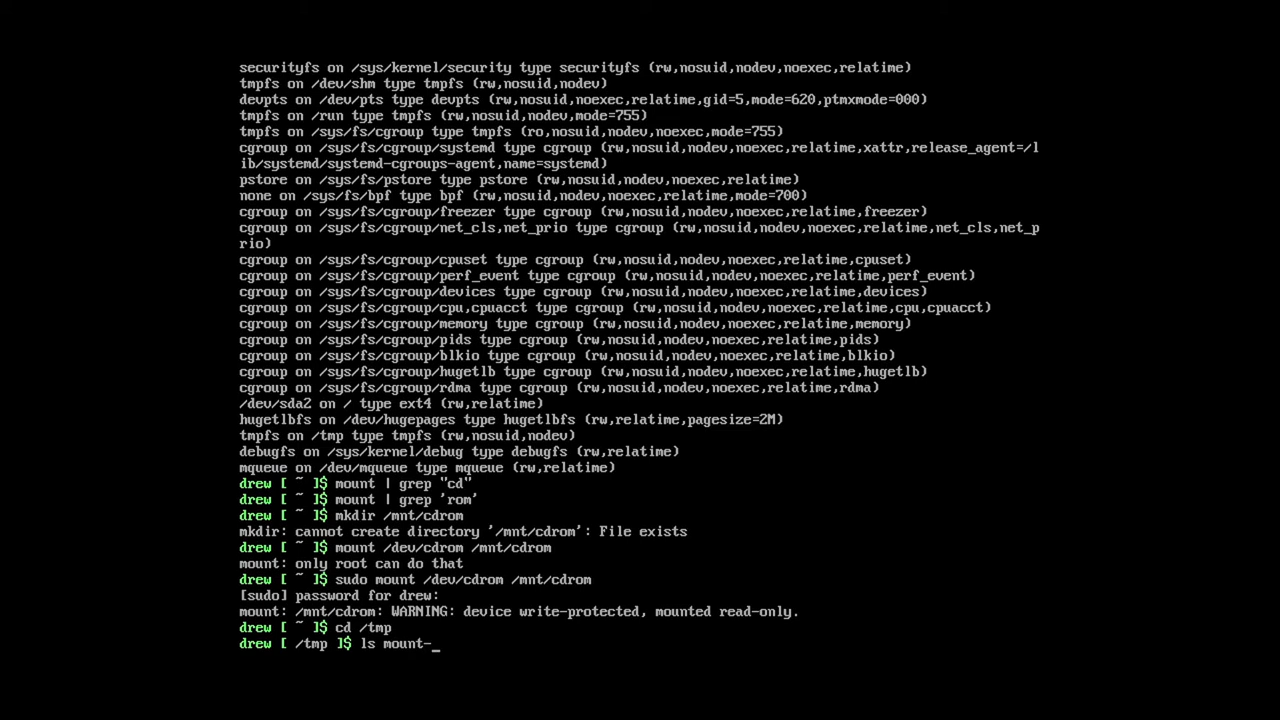 securityfs on /sys/kernel/security type securityfs (rw,nosuid,nodev,noexec,relatime)
tmpfs on /dev/shm type tmpfs (rw,nosuid,nodev)
devpts on /dev/pts type devpts (rw,nosuid,noexec,relatime,gid=5,mode=620,ptmxmode=000)
tmpfs on /run type tmpfs (rw,nosuid,nodev,mode=755)
tmpfs on /sys/fs/cgroup type tmpfs (ro,nosuid,nodev,noexec,mode=755)
cgroup on /sys/fs/cgroup/systemd type cgroup (rw,nosuid,nodev,noexec,relatime,xattr,release_agent=/l
ib/systemd/systemd-cgroups-agent,name=systemd)
pstore on /sys/fs/pstore type pstore (rw,nosuid,nodev,noexec,relatime)
none on /sys/fs/bpf type bpf (rw,nosuid,nodev,noexec,relatime,mode=700)
cgroup on /sys/fs/cgroup/freezer type cgroup (rw,nosuid,nodev,noexec,relatime,freezer)
cgroup on /sys/fs/cgroup/net_cls,net_prio type cgroup (rw,nosuid,nodev,noexec,relatime,net_cls,net_p
rio)
cgroup on /sys/fs/cgroup/cpuset type cgroup (rw,nosuid,nodev,noexec,relatime,cpuset)
cgroup on /sys/fs/cgroup/perf_event type cgroup (rw,nosuid,nodev,noexec,relatime,perf_event)
cgroup on /sys/fs/cgroup/devices type cgroup (rw,nosuid,nodev,noexec,relatime,devices)
cgroup on /sys/fs/cgroup/cpu,cpuacct type cgroup (rw,nosuid,nodev,noexec,relatime,cpu,cpuacct)
cgroup on /sys/fs/cgroup/memory type cgroup (rw,nosuid,nodev,noexec,relatime,memory)
cgroup on /sys/fs/cgroup/pids type cgroup (rw,nosuid,nodev,noexec,relatime,pids)
cgroup on /sys/fs/cgroup/blkio type cgroup (rw,nosuid,nodev,noexec,relatime,blkio)
cgroup on /sys/fs/cgroup/hugetlb type cgroup (rw,nosuid,nodev,noexec,relatime,hugetlb)
cgroup on /sys/fs/cgroup/rdma type cgroup (rw,nosuid,nodev,noexec,relatime,rdma)
/dev/sda2 on / type ext4 (rw,relatime)
hugetlbfs on /dev/hugepages type hugetlbfs (rw,relatime,pagesize=2M)
tmpfs on /tmp type tmpfs (rw,nosuid,nodev)
debugfs on /sys/kernel/debug type debugfs (rw,relatime)
mqueue on /dev/mqueue type mqueue (rw,relatime)
drew [ ~ ]$ mount | grep "cd"
drew [ ~ ]$ mount | grep 'rom'
drew [ ~ ]$ mkdir /mnt/cdrom
mkdir: cannot create directory '/mnt/cdrom': File exists
drew [ ~ ]$ mount /dev/cdrom /mnt/cdrom
mount: only root can do that
drew [ ~ ]$ sudo mount /dev/cdrom /mnt/cdrom
[sudo] password for drew:
mount: /mnt/cdrom: WARNING: device write-protected, mounted read-only.
drew [ ~ ]$ cd /tmp
drew [ /tmp ]$ ls mount-_